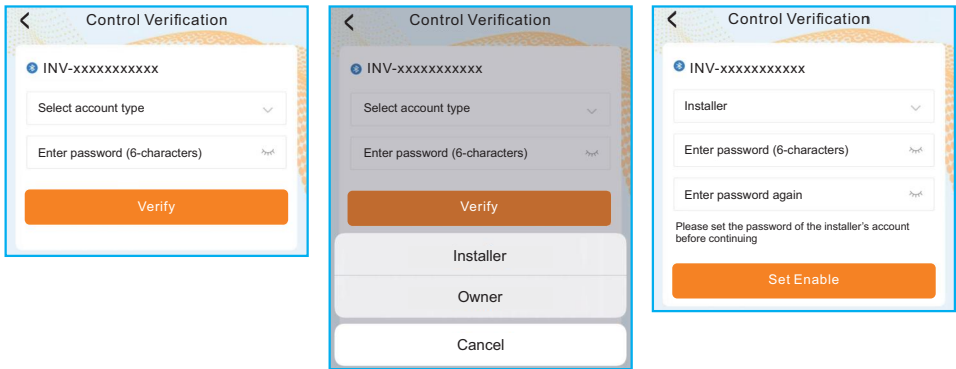 Control Verification
INV-xxxxxxxxxxx
Select account type
Enter password (6-characters)
Verify
Control Verification
INV-xxxxxxxxxxx
Select account type
Enter password (6-characters)
Verify
Installer
Owner
Cancel
Control Verification
INV-xxxxxxxxxxx
Installer
Enter password (6-characters)
Enter password again
Please set the password of the installer's account
before continuing
Set Enable